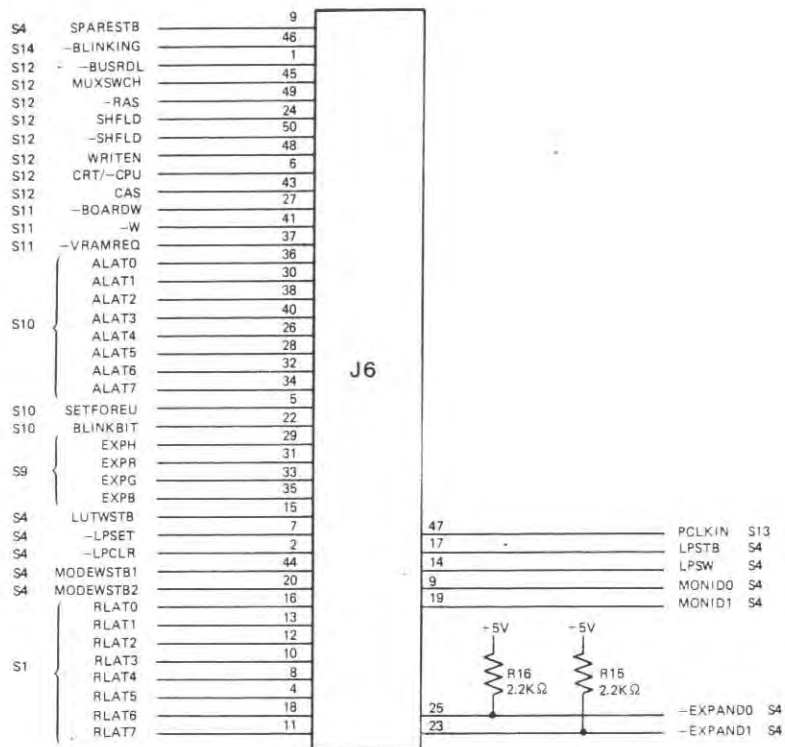 S4 SPARESTB 9
S14 -BLINKING 46
S12 -BUSRDL 1
S12 MUXSWCH 45
S12 -RAS 49
S12 SHFLD 24
S12 -SHFLD 50
S12 WRITEN 48
S12 CRT/-CPU 6
S12 CAS 43
S11 -BOARDW 27
S11 -W 41
S11 -VRAMREQ 37
ALAT0 36
ALAT1 30
ALAT2 38
S10 ALAT3 40
ALAT4 26
ALAT5 28
ALAT6 32
ALAT7 34
J6
S10 SETFOREU 5
S10 BLINKBIT 22
EXPH 29
S9 EXPR 31
EXPG 33
EXPB 35
S4 LUTWSTB 15
S4 -LPSET 7
S4 -LPCLR 2
S4 MODEWSTB1 44
S4 MODEWSTB2 20
RLAT0 16
RLAT1 13
RLAT2 12
S1 RLAT3 10
RLAT4 8
RLAT5 4
RLAT6 18
RLAT7 11
47 PCLKIN S13
17 LPSTB S4
14 LPSW S4
9 MONID0 S4
19 MONID1 S4
+5V +5V
R16 R15
2.2KΩ 2.2KΩ
25 -EXPAND0 S4
23 -EXPAND1 S4